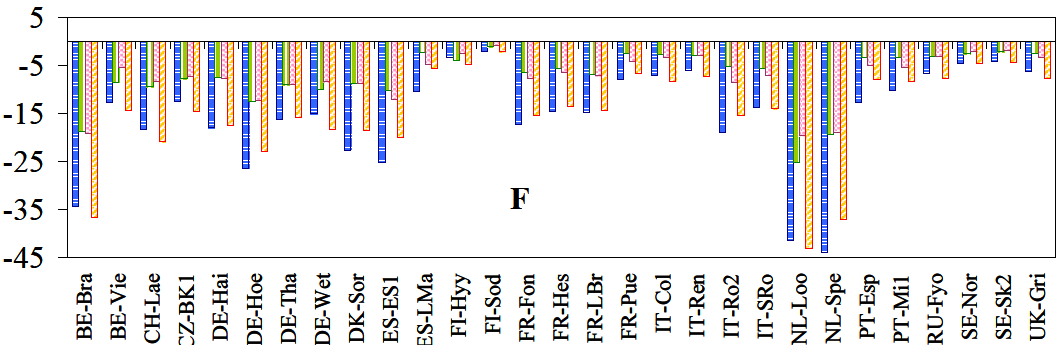 5
-5
-15
-25
-35
-45
F
BE-Bra
BE-Vie
CH-Lae
CZ-BK1
DE-Hai
DE-Hoe
DE-Tha
DE-Wet
DK-Sor
ES-ES1
ES-LMa
FI-Hyy
FI-Sod
FR-Fon
FR-Hes
FR-LBr
FR-Pue
IT-Col
IT-Ren
IT-Ro2
IT-SRo
NL-Loo
NL-Spe
PT-Esp
PT-Mi1
RU-Fyo
SE-Nor
SE-Sk2
UK-Gri